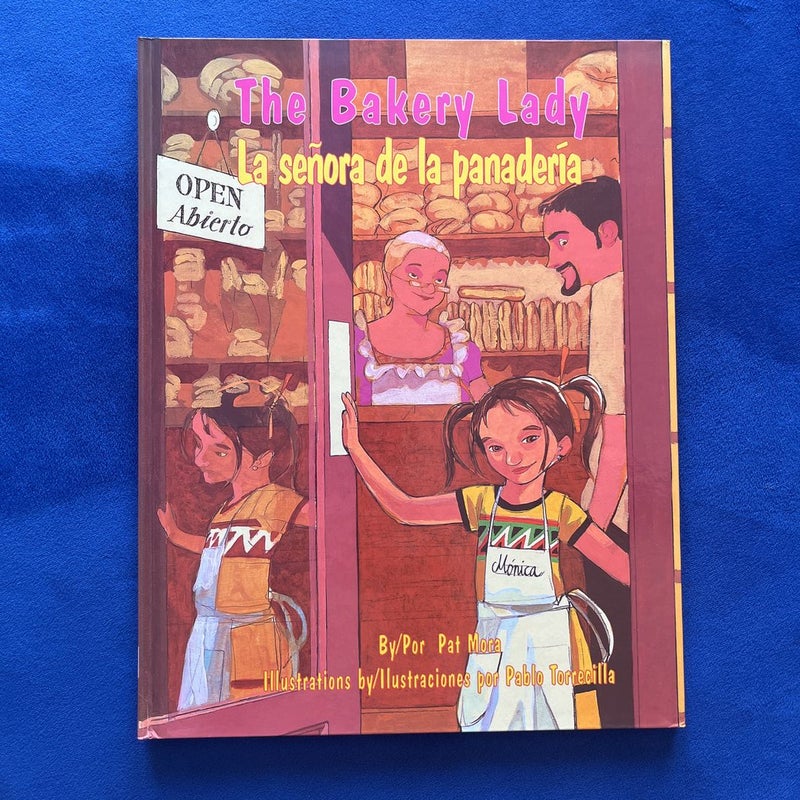 The Bakery Lady
La señora de la panadería
OPEN
Abierto
Mónica
By/Por Pat Mora
Illustrations by/Ilustraciones por Pablo Torrecilla